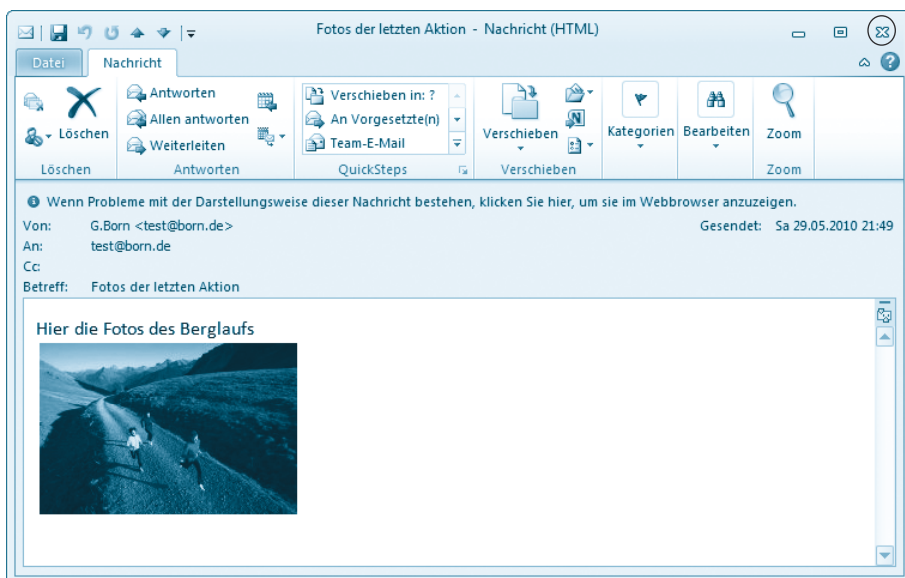 Fotos der letzten Aktion - Nachricht (HTML)
Datei Nachricht
Löschen
Antworten
Allen antworten
Weiterleiten
Verschieben in: ?
An Vorgesetzte(n)
Team-E-Mail
Verschieben
Kategorien
Bearbeiten
Zoom
Löschen Antworten QuickSteps Verschieben Zoom
Wenn Probleme mit der Darstellungsweise dieser Nachricht bestehen, klicken Sie hier, um sie im Webbrowser anzuzeigen.
Von: G.Born <test@born.de> Gesendet: Sa 29.05.2010 21:49
An: test@born.de
Cc:
Betreff: Fotos der letzten Aktion
Hier die Fotos des Berglaufs